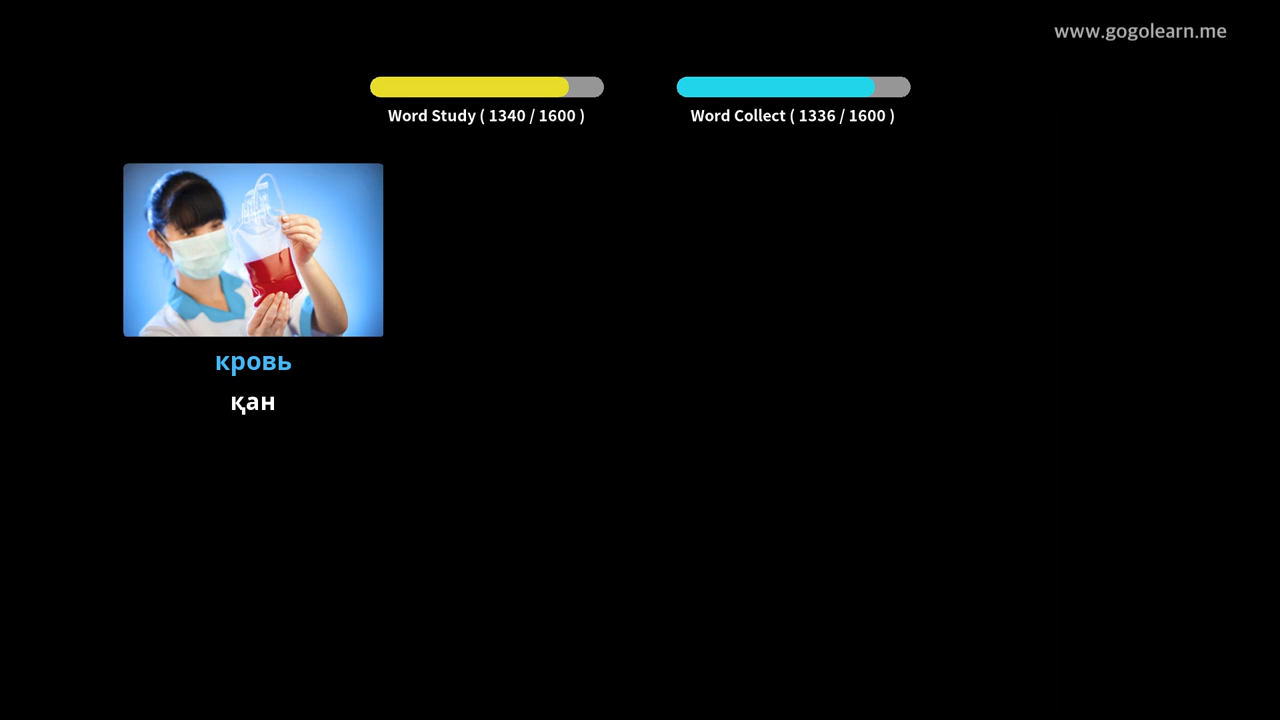 www.gogolearn.me
Word Study ( 1340 / 1600 )
Word Collect ( 1336 / 1600 )
кровь
қан